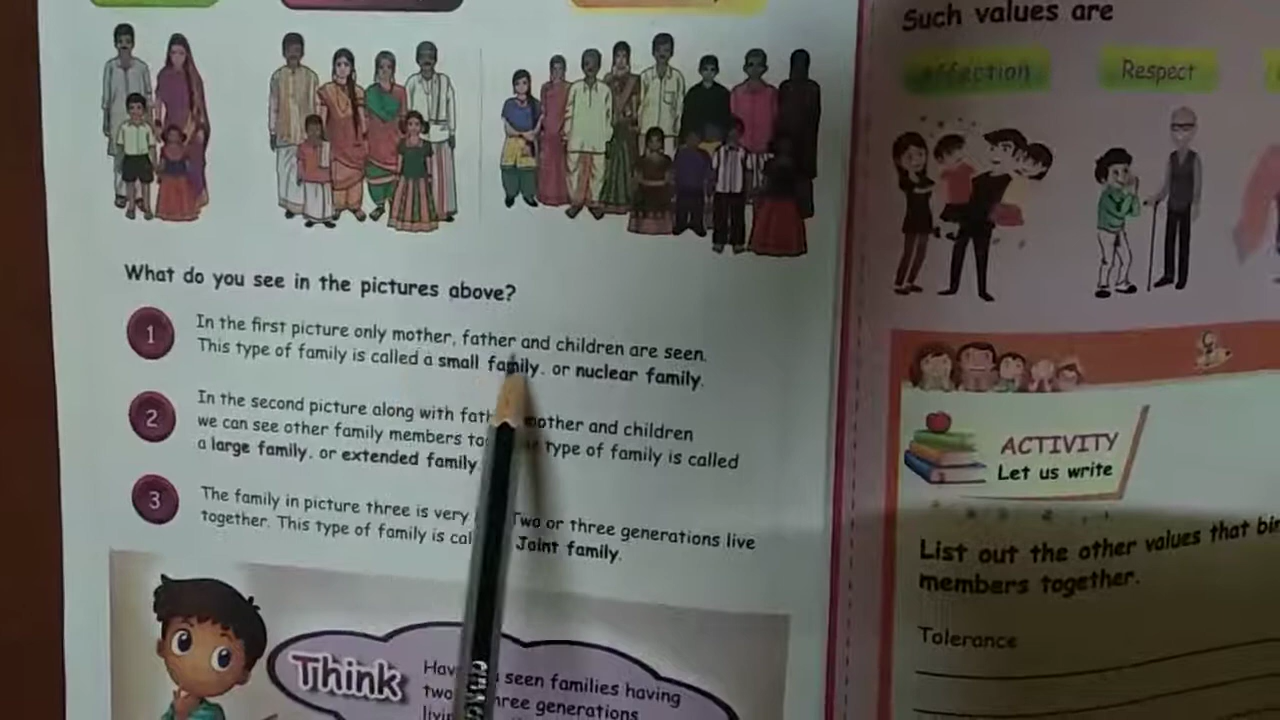 What do you see in the pictures above?
1
In the first picture only mother, father and children are seen.
This type of family is called a small family. or nuclear family.
2
In the second picture along with mother and children
we can see other family members type of family is called
a large family. or extended family
3
The family in picture three is very Two or three generations live
together. This type of family is Joint family.
Think
seen families having
two generations
Such values are
affection
Respect
ACTIVITY
Let us write
List out the other values that
members together.
Tolerance